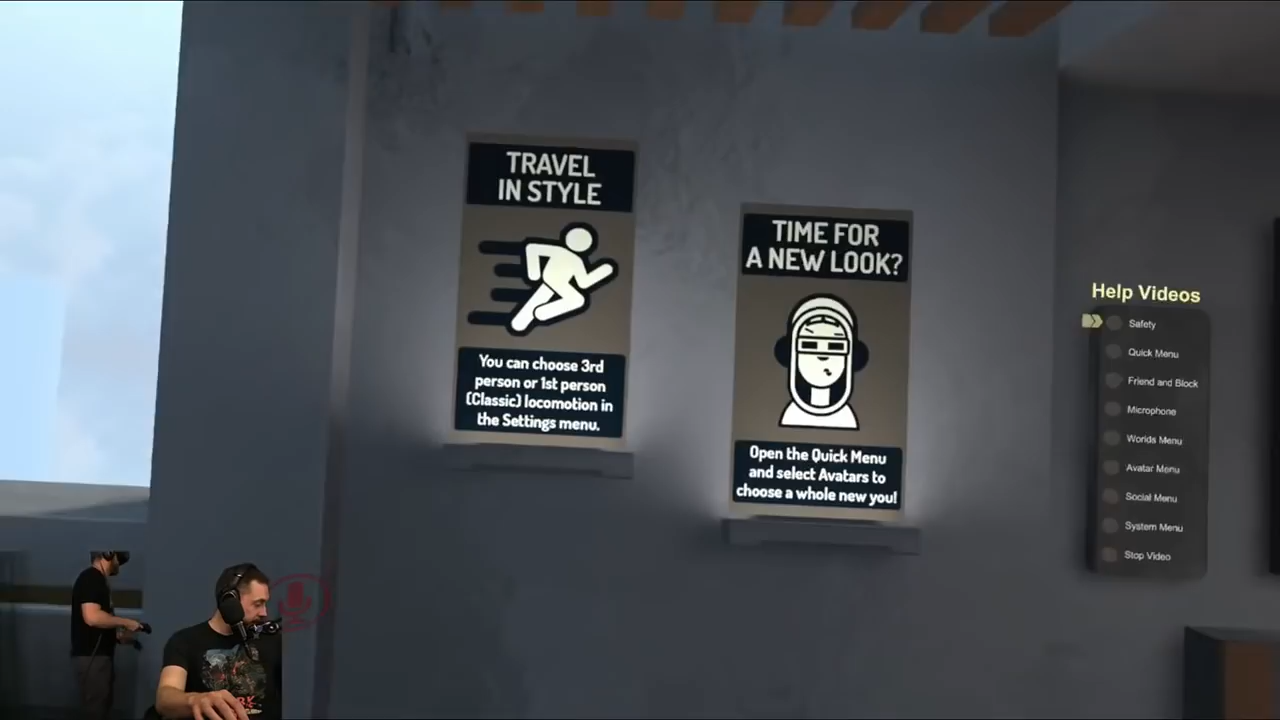 TRAVEL
IN STYLE
You can choose 3rd
person or 1st person
(Classic) locomotion in
the Settings menu.
TIME FOR
A NEW LOOK?
Open the Quick Menu
and select Avatars to
choose a whole new you!
Help Videos
Safety
Quick Menu
Friend and Block
Microphone
Worlds Menu
Avatar Menu
Social Menu
System Menu
Stop Video